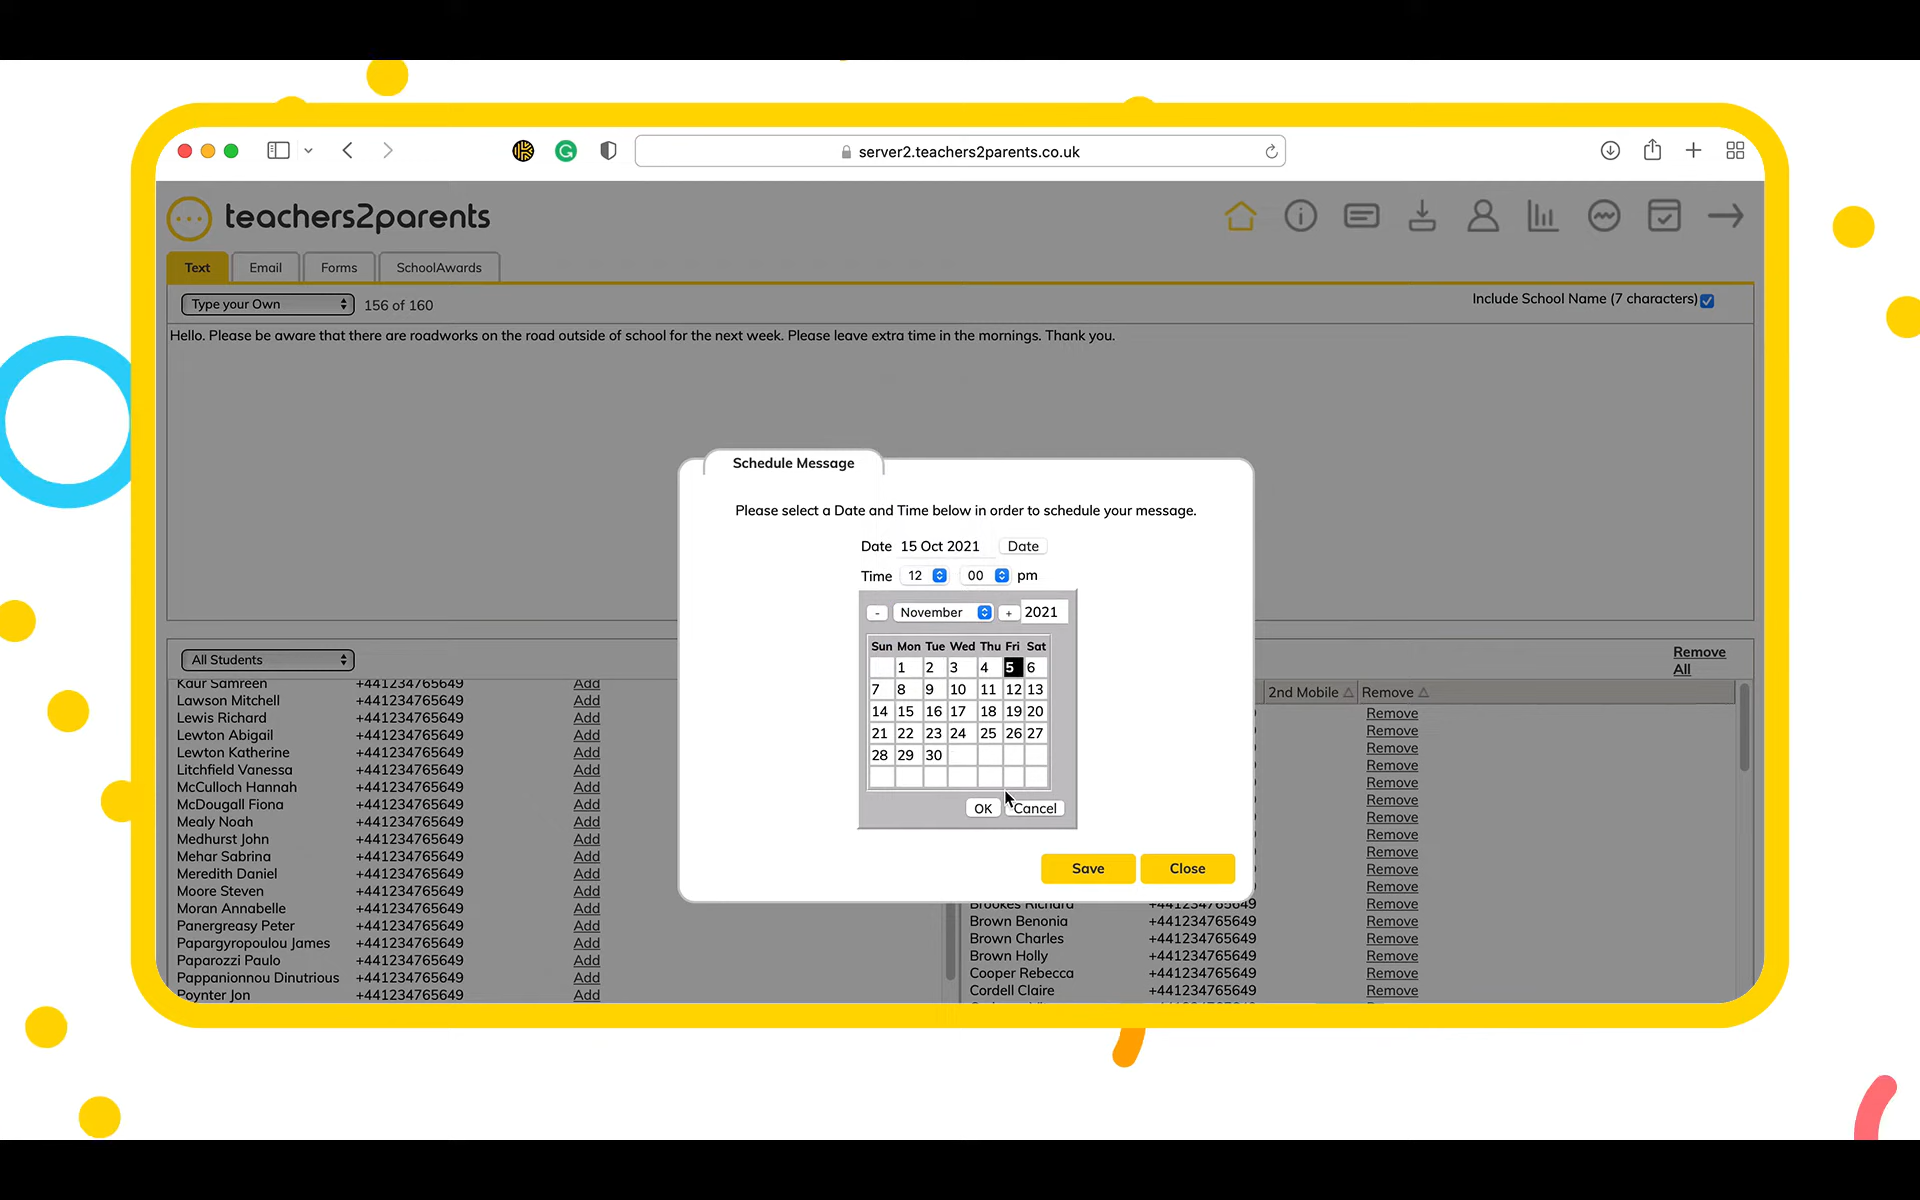 server2.teachers2parents.co.uk
teachers2parents
Text Email Forms SchoolAwards
Type your Own 156 of 160 Include School Name (7 characters)
Hello. Please be aware that there are roadworks on the road outside of school for the next week. Please leave extra time in the mornings. Thank you.
Schedule Message
Please select a Date and Time below in order to schedule your message.
Date 15 Oct 2021 Date
Time 12 00 pm
- November + 2021
Sun Mon Tue Wed Thu Fri Sat
1 2 3 4 5 6
7 8 9 10 11 12 13
14 15 16 17 18 19 20
21 22 23 24 25 26 27
28 29 30
OK Cancel
Save Close
All Students
Kaur Samreen +441234765649 Add
Lawson Mitchell +441234765649 Add
Lewis Richard +441234765649 Add
Lewton Abigail +441234765649 Add
Lewton Katherine +441234765649 Add
Litchfield Vanessa +441234765649 Add
McCulloch Hannah +441234765649 Add
McDougall Fiona +441234765649 Add
Mealy Noah +441234765649 Add
Medhurst John +441234765649 Add
Mehar Sabrina +441234765649 Add
Meredith Daniel +441234765649 Add
Moore Steven +441234765649 Add
Moran Annabelle +441234765649 Add
Panergreasy Peter +441234765649 Add
Papargyropoulou James +441234765649 Add
Paparozzi Paulo +441234765649 Add
Pappanionnou Dinutrious +441234765649 Add
Poynter Jon +441234765649 Add
Remove
All
2nd Mobile Remove
Remove
Remove
Remove
Remove
Remove
Remove
Remove
Remove
Remove
Remove
Remove
Brookes Richard +441234765649 Remove
Brown Benonia +441234765649 Remove
Brown Charles +441234765649 Remove
Brown Holly +441234765649 Remove
Cooper Rebecca +441234765649 Remove
Cordell Claire +441234765649 Remove